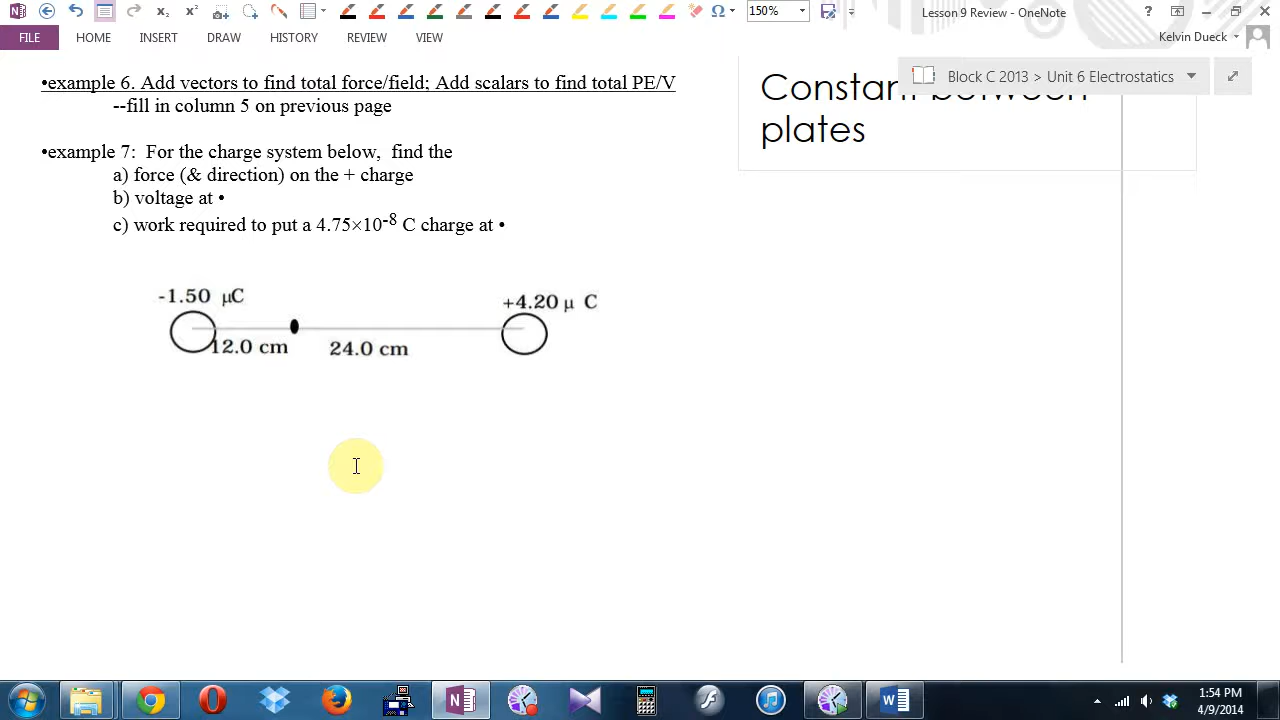 x₂ x² 150% Lesson 9 Review - OneNote ?
FILE HOME INSERT DRAW HISTORY REVIEW VIEW Kelvin Dueck
Block C 2013 > Unit 6 Electrostatics
•example 6. Add vectors to find total force/field; Add scalars to find total PE/V
--fill in column 5 on previous page
Constant between
plates
•example 7: For the charge system below, find the
a) force (& direction) on the + charge
b) voltage at •
c) work required to put a 4.75×10⁻⁸ C charge at •
-1.50 µC
+4.20 µ C
12.0 cm 24.0 cm
1:54 PM
4/9/2014